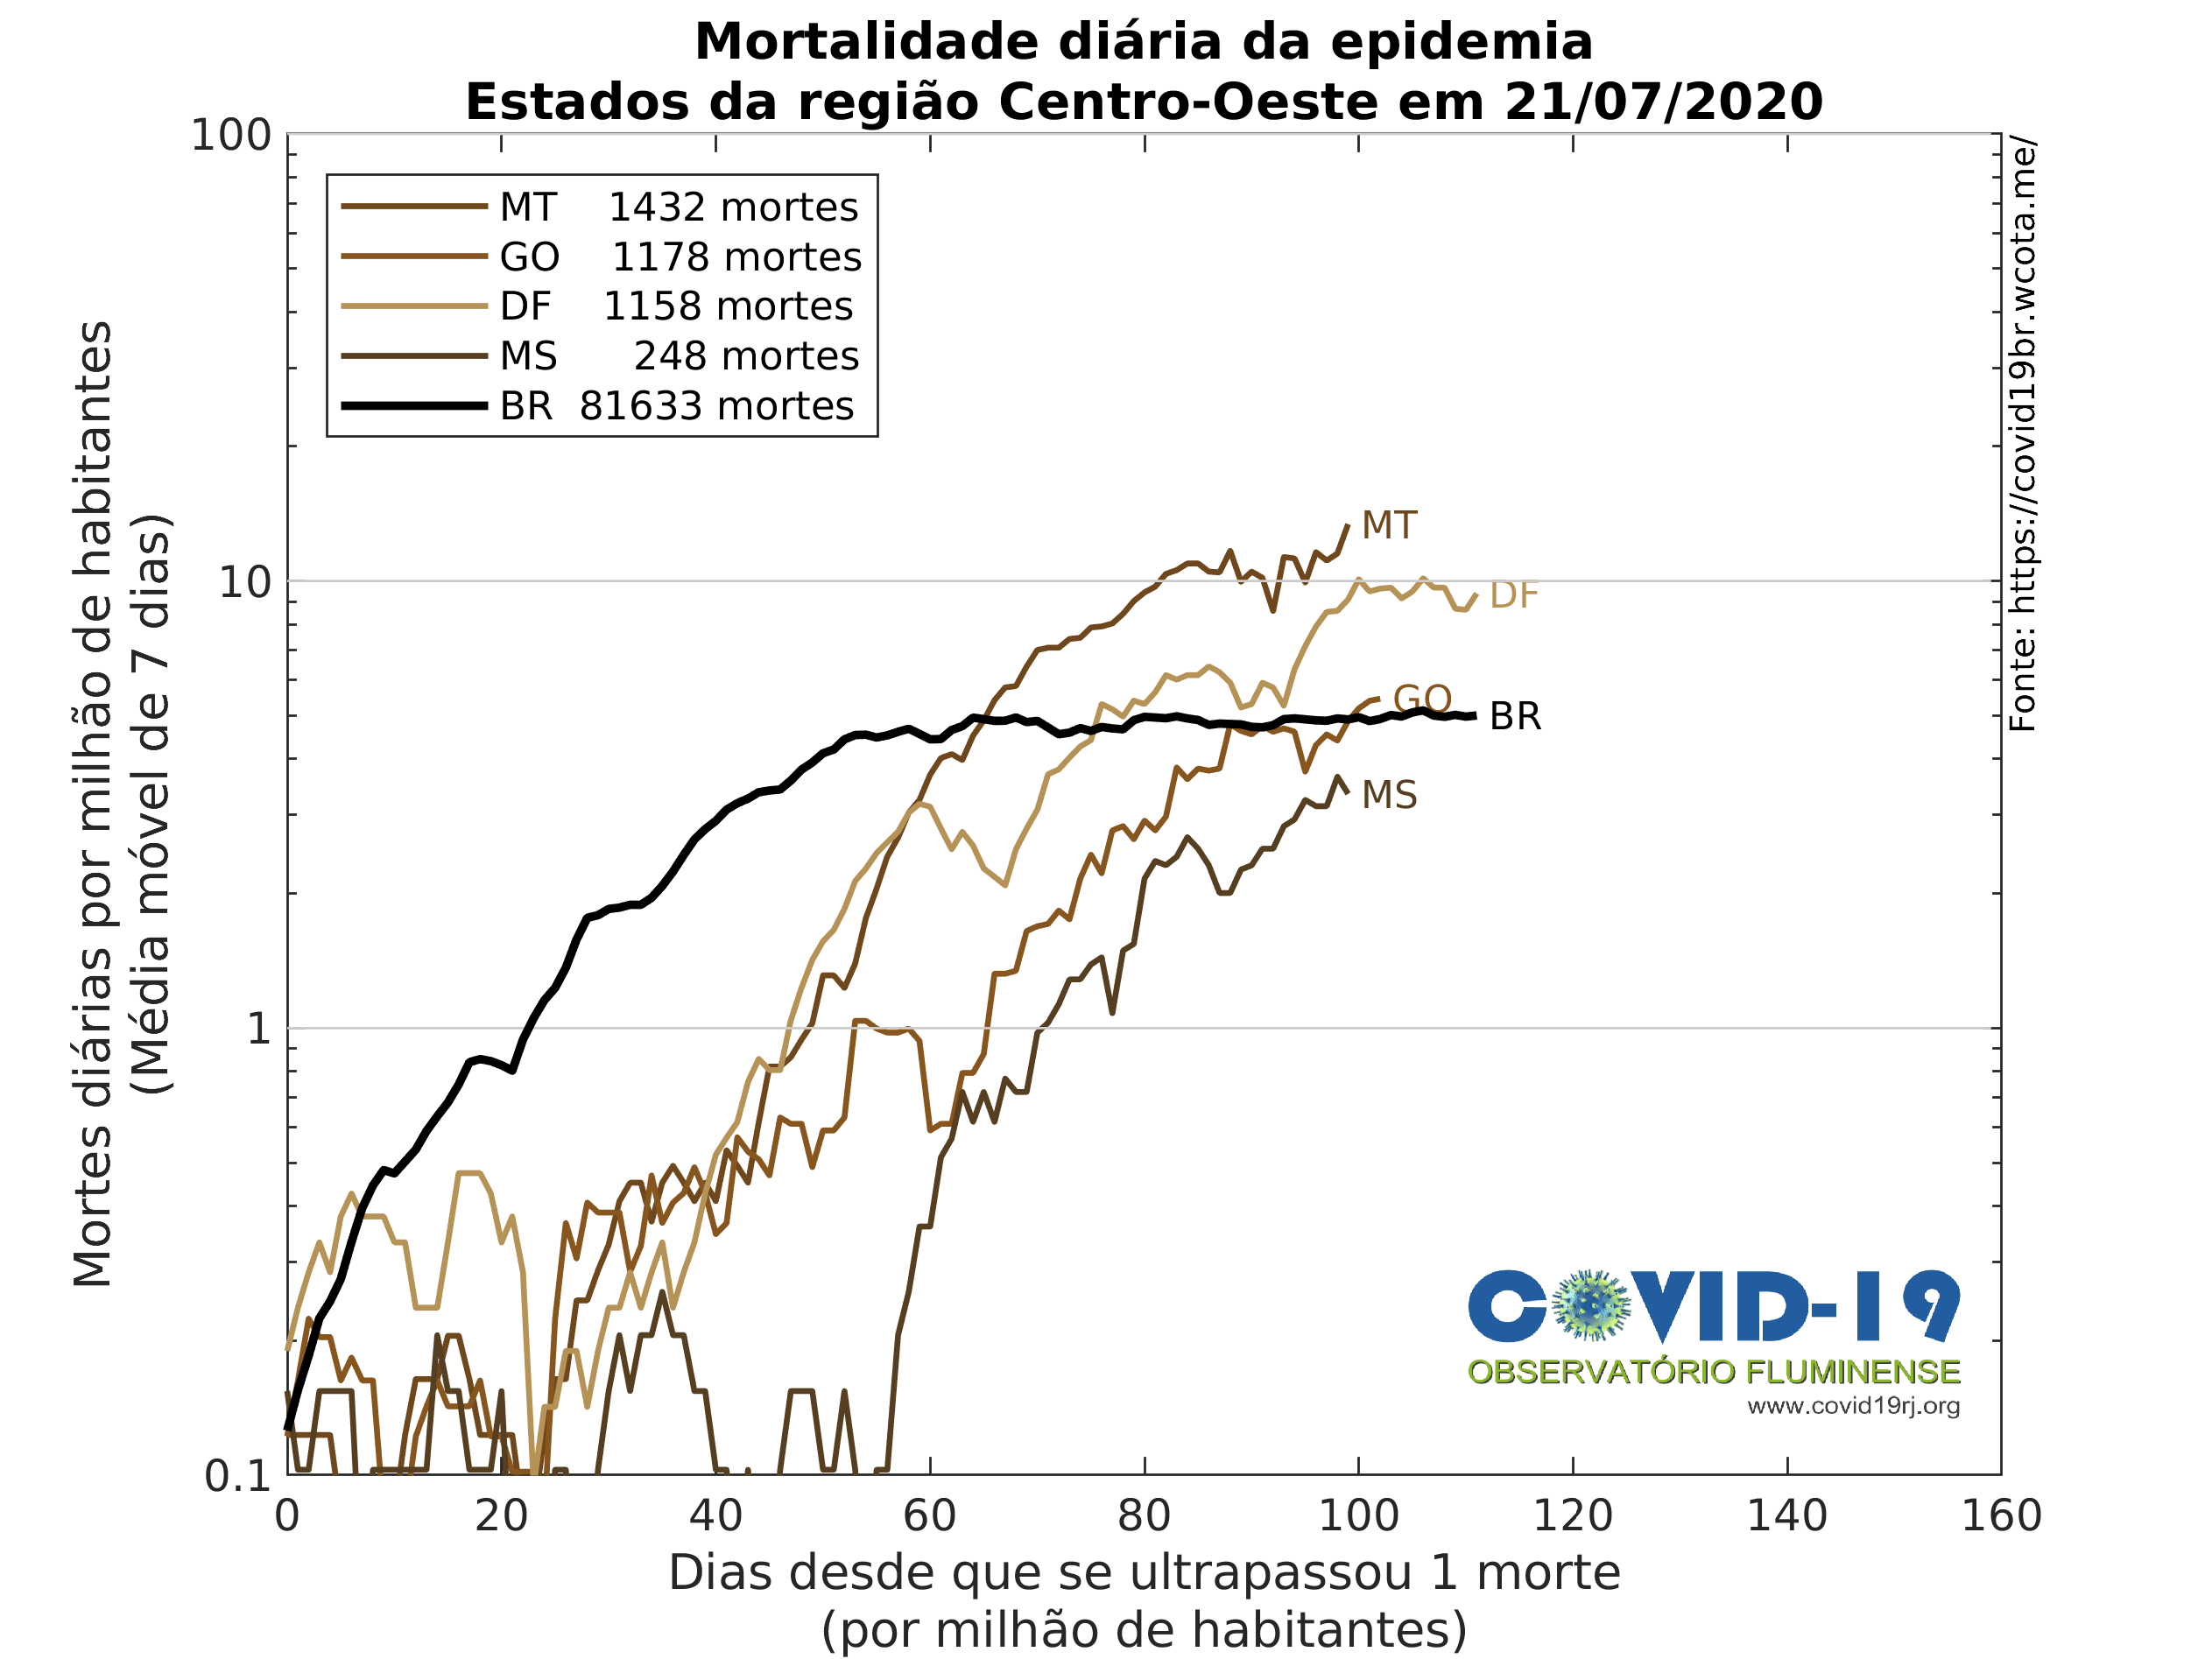 Mortalidade diária da epidemia
Estados da região Centro-Oeste em 21/07/2020
100
10
1
0.1
Mortes diárias por milhão de habitantes
(Média móvel de 7 dias)
MT 1432 mortes
GO 1178 mortes
DF 1158 mortes
MS 248 mortes
BR 81633 mortes
MT
DF
GO
BR
MS
Fonte: https://covid19br.wcota.me/
COVID-19
OBSERVATÓRIO FLUMINENSE
www.covid19rj.org
0 20 40 60 80 100 120 140 160
Dias desde que se ultrapassou 1 morte
(por milhão de habitantes)